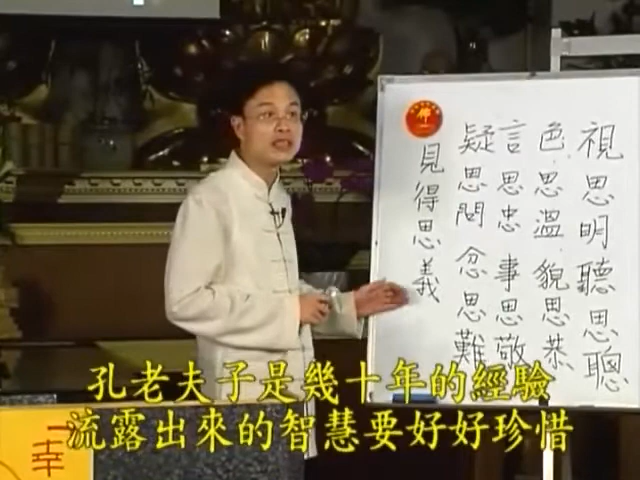 視思明聽思聰
色思溫貌思恭
言思忠事思敬
疑思問忿思難
見得思義
孔老夫子是幾十年的經驗
流露出來的智慧要好好珍惜
幸